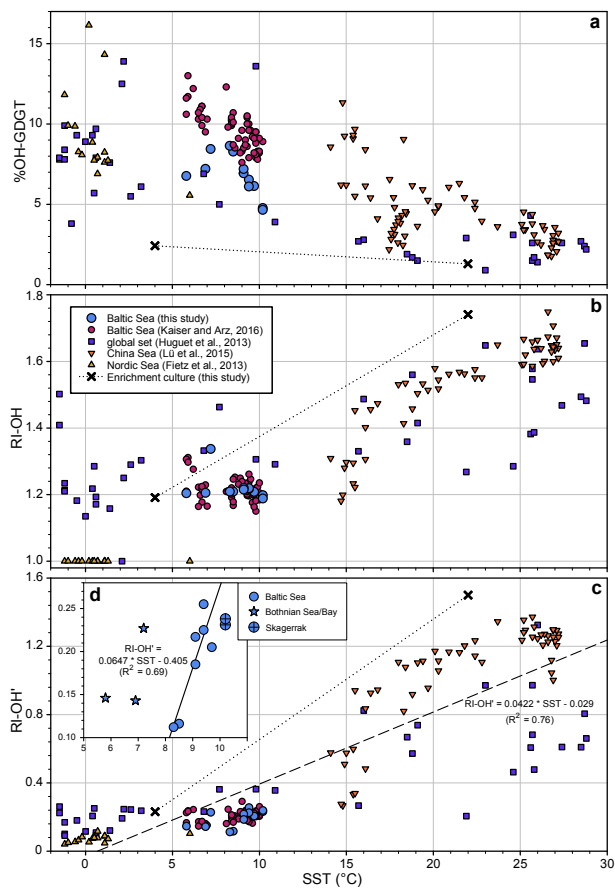 a
15
10
5
0
%OH-GDGT
b
1.8
1.6
1.4
1.2
1.0
RI-OH
Baltic Sea (this study)
Baltic Sea (Kaiser and Arz, 2016)
global set (Huguet et al., 2013)
China Sea (Lü et al., 2015)
Nordic Sea (Fietz et al., 2013)
Enrichment culture (this study)
c
1.6
1.2
0.8
0.4
0
RI-OH'
d
0.25
0.20
0.15
0.10
5 6 7 8 9 10
RI-OH' =
0.0647 * SST - 0.405
(R² = 0.69)
Baltic Sea
Bothnian Sea/Bay
Skagerrak
RI-OH' = 0.0422 * SST - 0.029
(R² = 0.76)
0 5 10 15 20 25 30
SST (°C)